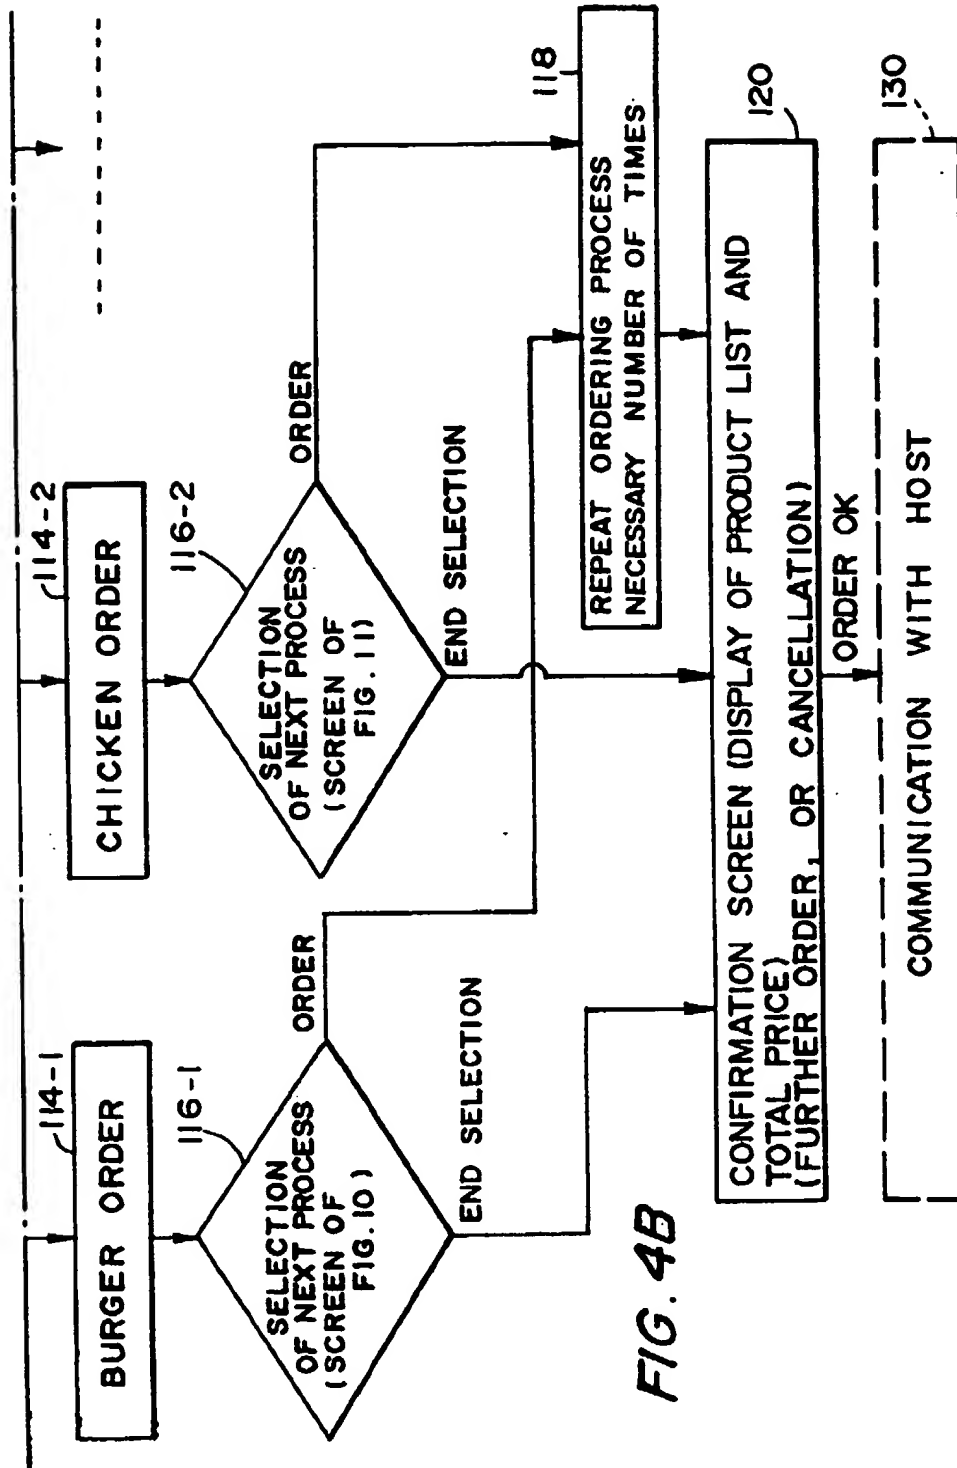 114-1
BURGER ORDER
116-1
SELECTION
OF NEXT PROCESS
(SCREEN OF
FIG.10)
ORDER
END SELECTION
114-2
CHICKEN ORDER
116-2
SELECTION
OF NEXT PROCESS
(SCREEN OF
FIG.11)
ORDER
END SELECTION
118
REPEAT ORDERING PROCESS
NECESSARY NUMBER OF TIMES
120
CONFIRMATION SCREEN (DISPLAY OF PRODUCT LIST AND
TOTAL PRICE)
(FURTHER ORDER, OR CANCELLATION)
ORDER OK
130
COMMUNICATION WITH HOST
FIG. 4B